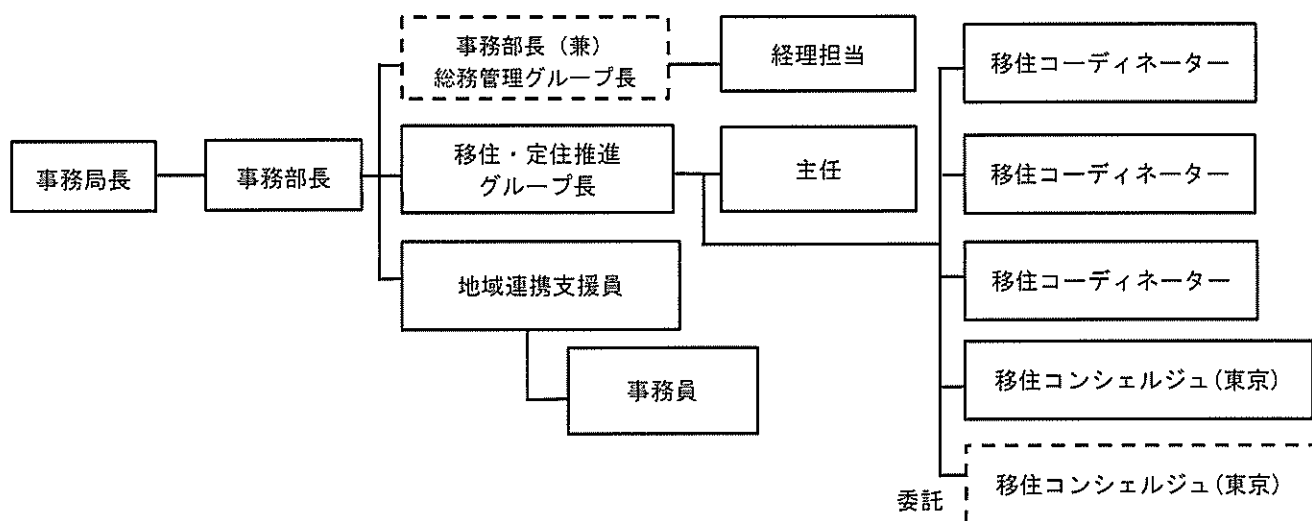 事務局長
事務部長
事務部長（兼）
総務管理グループ長
経理担当
移住・定住推進
グループ長
主任
地域連携支援員
事務員
移住コーディネーター
移住コーディネーター
移住コーディネーター
移住コンシェルジュ(東京)
委託
移住コンシェルジュ(東京)